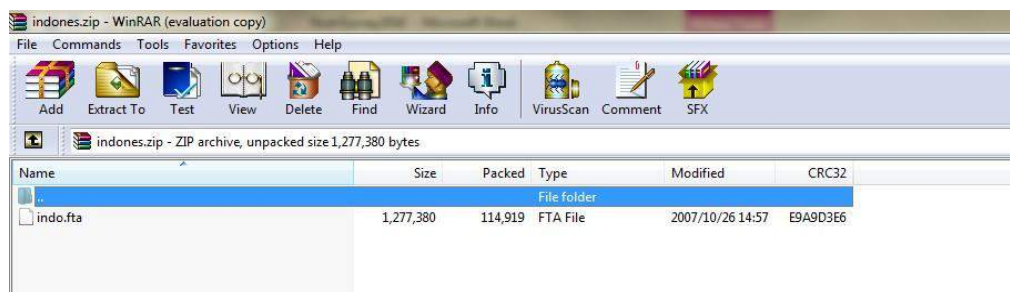 indones.zip - WinRAR (evaluation copy)
File Commands Tools Favorites Options Help
Add Extract To Test View Delete Find Wizard Info VirusScan Comment SFX
indones.zip - ZIP archive, unpacked size 1,277,380 bytes
Name Size Packed Type Modified CRC32
.. File folder
indo.fta 1,277,380 114,919 FTA File 2007/10/26 14:57 E9A9D3E6